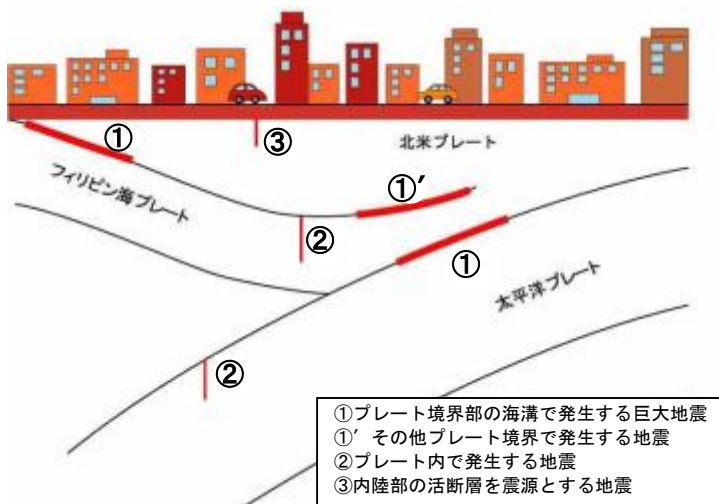 ①
③
北米プレート
フィリピン海プレート
①′
②
①
太平洋プレート
②
①プレート境界部の海溝で発生する巨大地震
①′ その他プレート境界で発生する地震
②プレート内で発生する地震
③内陸部の活断層を震源とする地震